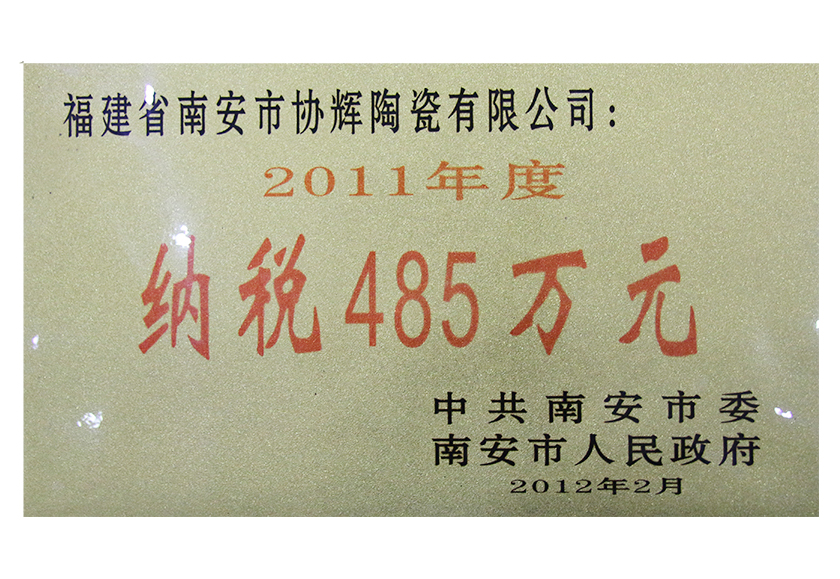 福建省南安市协辉陶瓷有限公司：
2011年度
纳税485万元
中共南安市委
南安市人民政府
2012年2月